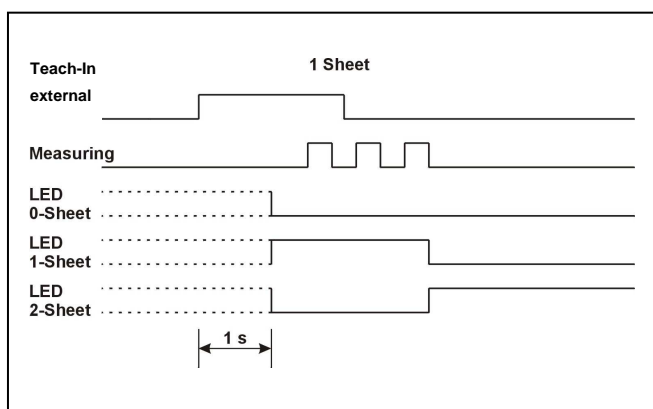 Teach-In
external
1 Sheet
Measuring
LED
0-Sheet
LED
1-Sheet
LED
2-Sheet
1 s